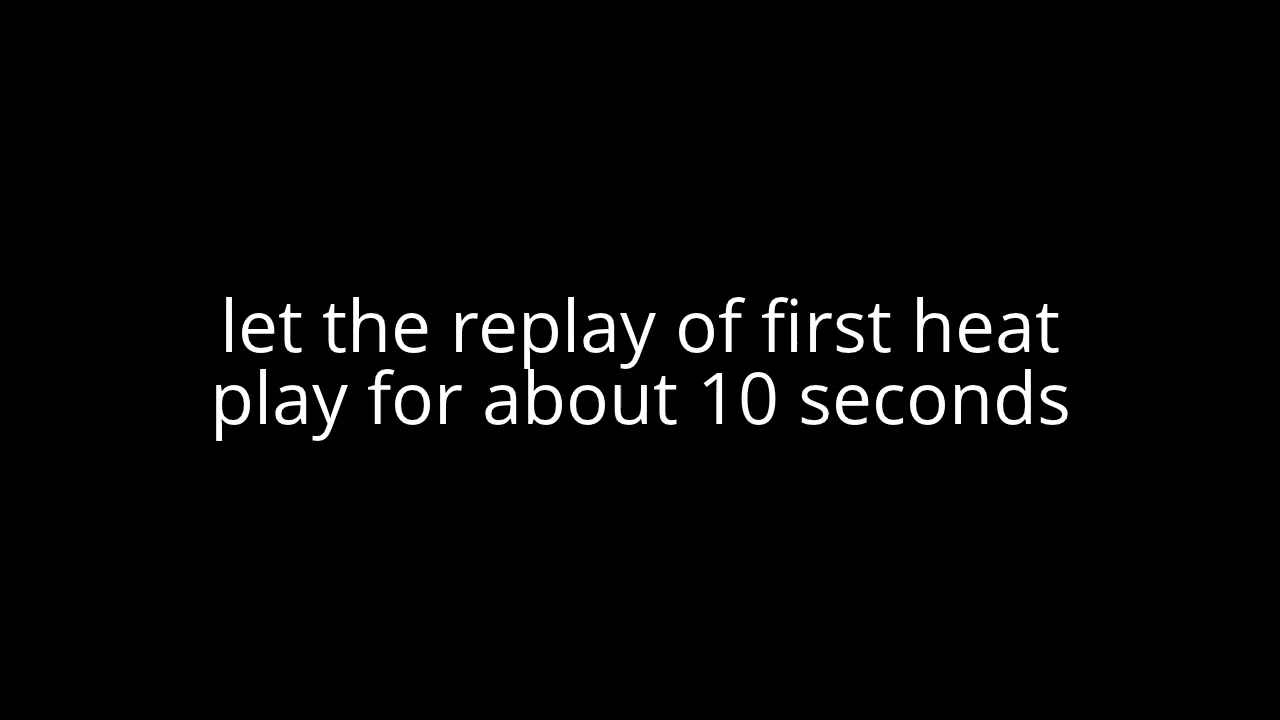 let the replay of first heat
play for about 10 seconds